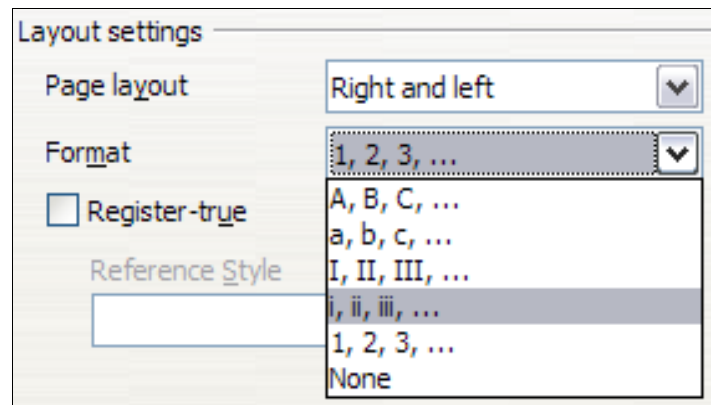 Layout settings
Page layout
Right and left
Format
1, 2, 3, ...
Register-true
A, B, C, ...
a, b, c, ...
Reference Style
I, II, III, ...
i, ii, iii, ...
1, 2, 3, ...
None